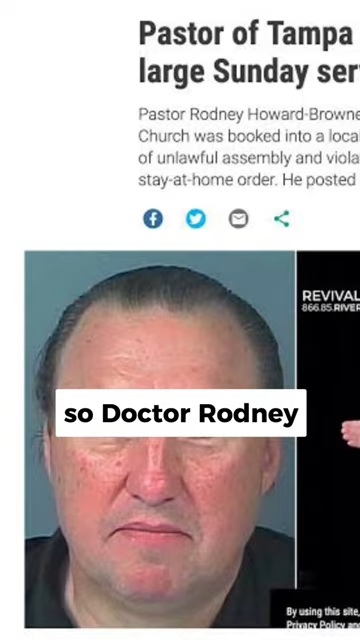 Pastor of Tampa
large Sunday ser
Pastor Rodney Howard-Browne
Church was booked into a loca
of unlawful assembly and viola
stay-at-home order. He posted
REVIVAL
866.85.RIVER
so Doctor Rodney
By using this site,
Privacy Policy and